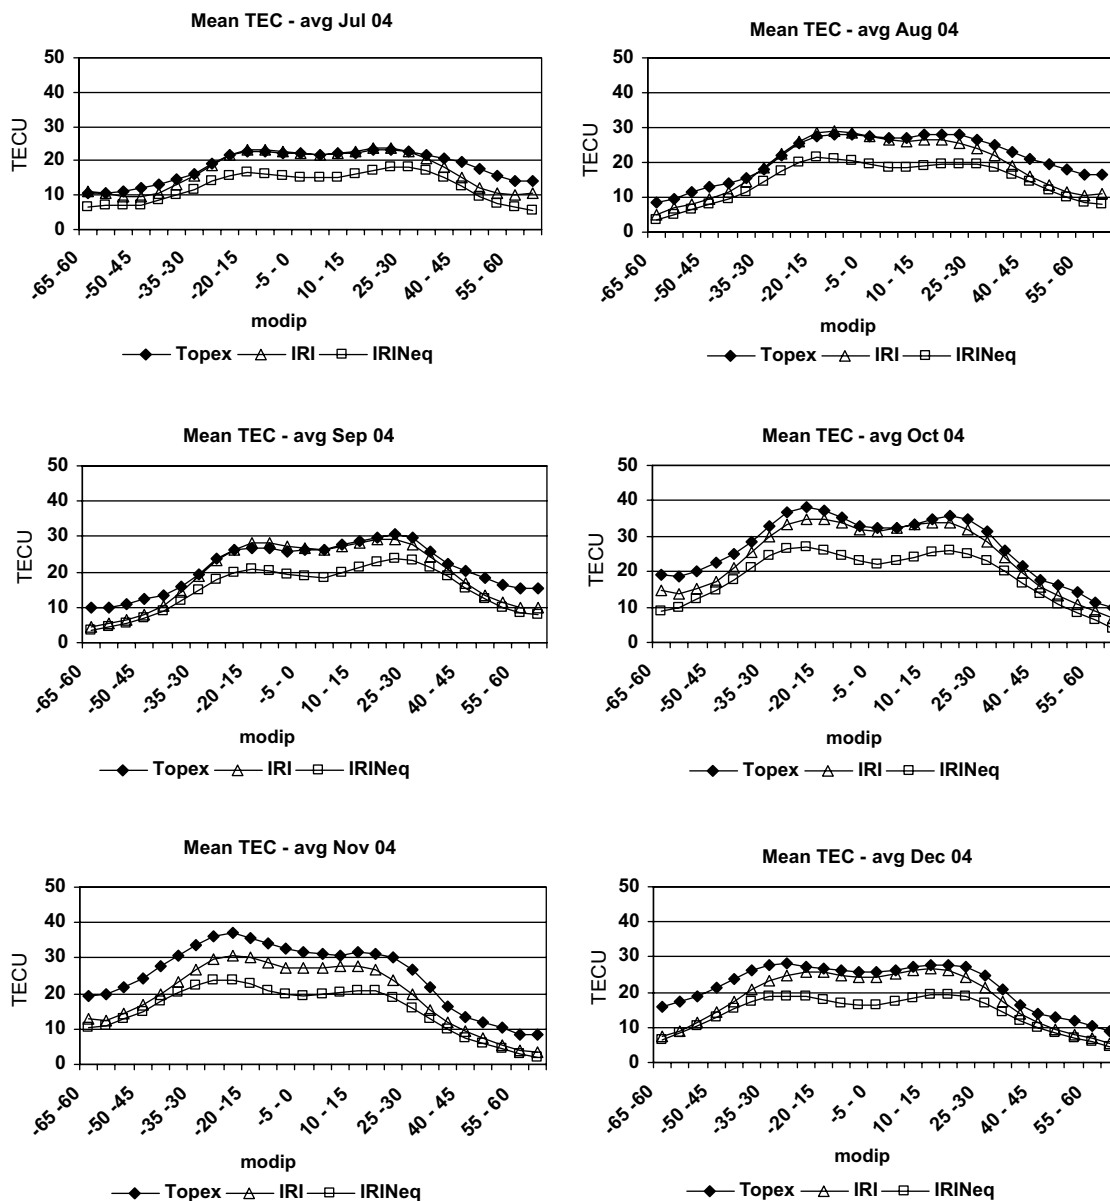 Mean TEC - avg Jul 04
50
40
30
20
10
0
TECU
-65 -60
-50 -45
-35 -30
-20 -15
-5 - 0
10 - 15
25 -30
40 - 45
55 - 60
modip
Topex IRI IRINeq
Mean TEC - avg Aug 04
50
40
30
20
10
0
TECU
-65 -60
-50 -45
-35 -30
-20 -15
-5 - 0
10 - 15
25 -30
40 - 45
55 - 60
modip
Topex IRI IRINeq
Mean TEC - avg Sep 04
50
40
30
20
10
0
TECU
-65 -60
-50 -45
-35 -30
-20 -15
-5 - 0
10 - 15
25 -30
40 - 45
55 - 60
modip
Topex IRI IRINeq
Mean TEC - avg Oct 04
50
40
30
20
10
0
TECU
-65 -60
-50 -45
-35 -30
-20 -15
-5 - 0
10 - 15
25 -30
40 - 45
55 - 60
modip
Topex IRI IRINeq
Mean TEC - avg Nov 04
50
40
30
20
10
0
TECU
-65 -60
-50 -45
-35 -30
-20 -15
-5 - 0
10 - 15
25 -30
40 - 45
55 - 60
modip
Topex IRI IRINeq
Mean TEC - avg Dec 04
50
40
30
20
10
0
TECU
-65 -60
-50 -45
-35 -30
-20 -15
-5 - 0
10 - 15
25 -30
40 - 45
55 - 60
modip
Topex IRI IRINeq